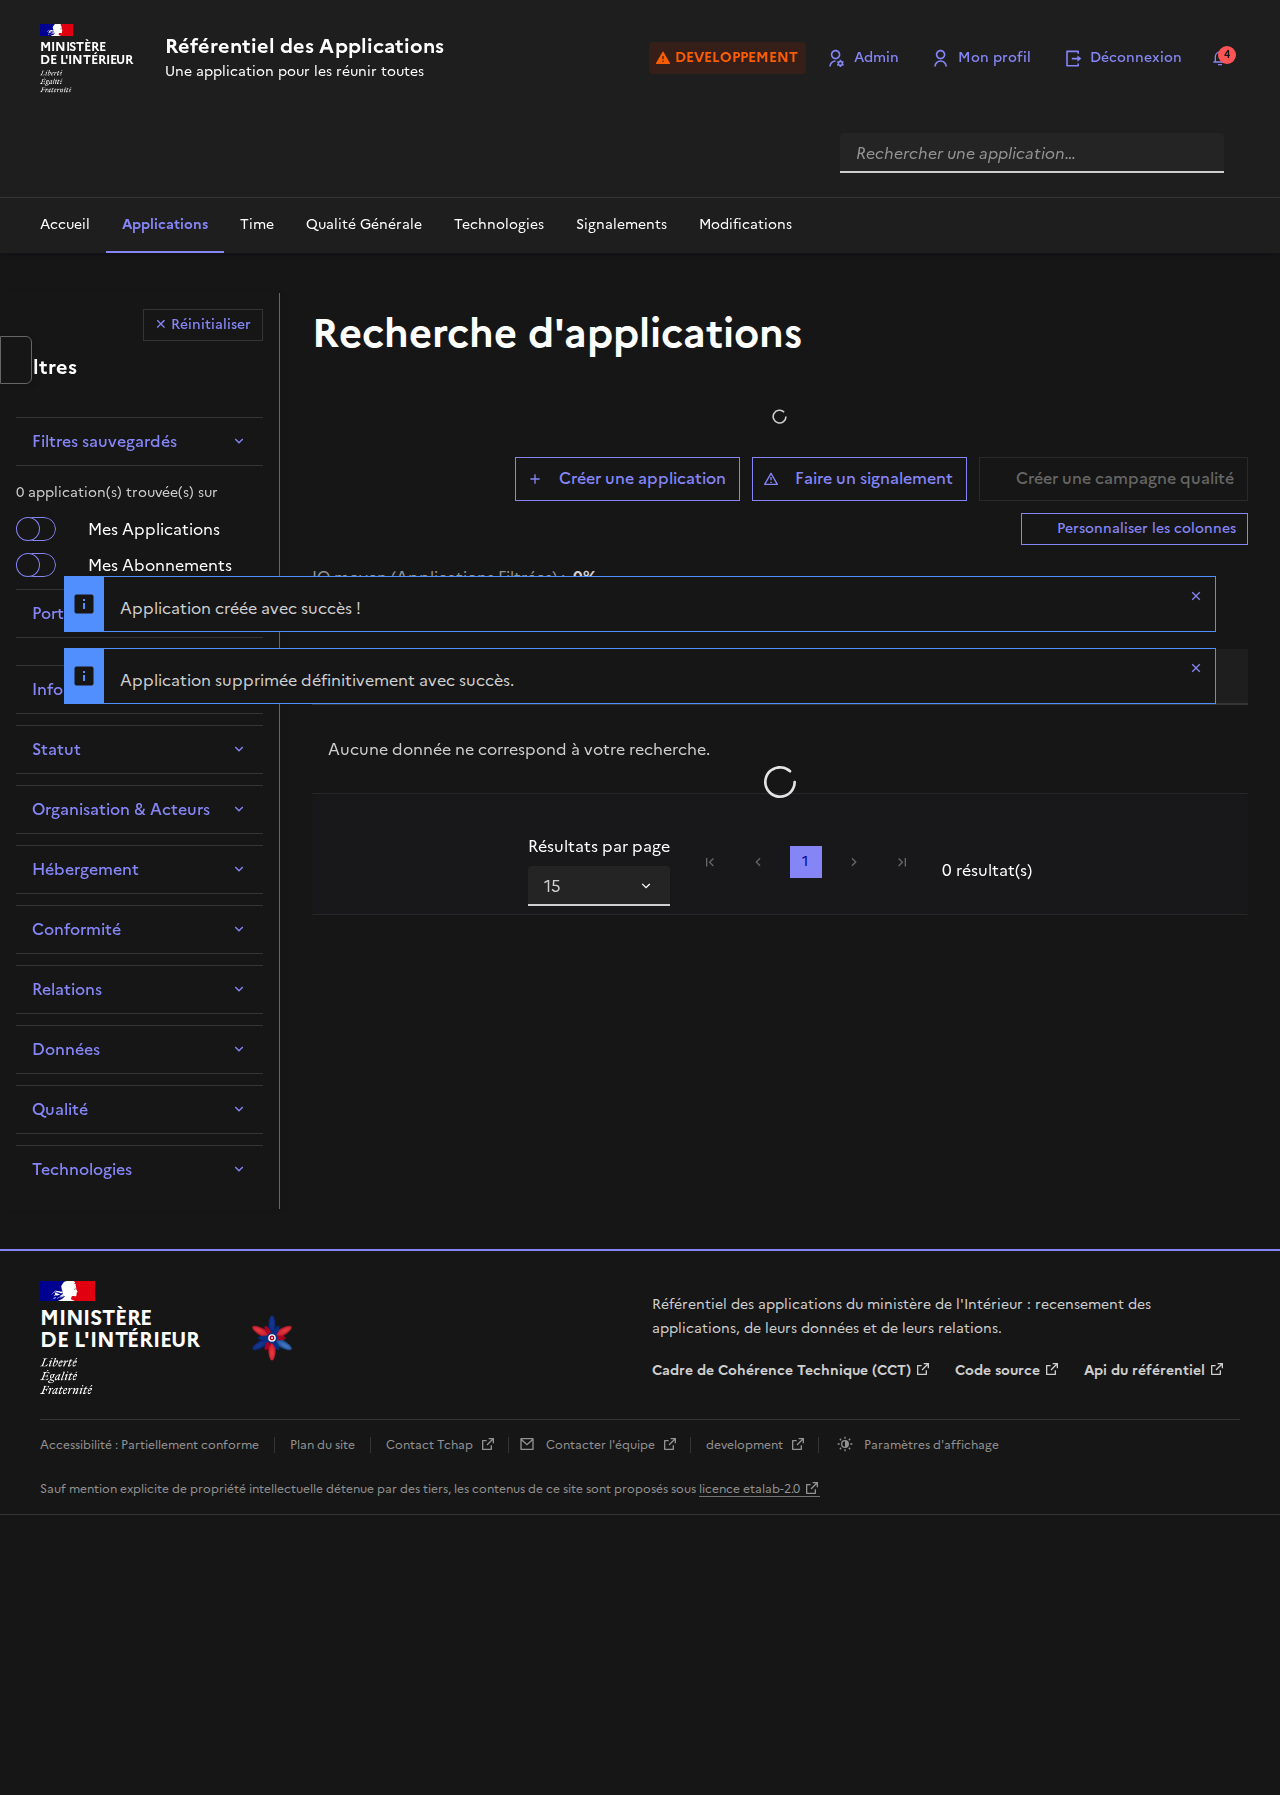 MINISTÈRE
DE L'INTÉRIEUR
Liberté
Égalité
Fraternité
Référentiel des Applications
Une application pour les réunir toutes
DEVELOPPEMENT
Admin
Mon profil
Déconnexion
4
Rechercher une application...
Accueil
Applications
Time
Qualité Générale
Technologies
Signalements
Modifications
× Réinitialiser
ltres
Filtres sauvegardés
0 application(s) trouvée(s) sur
Mes Applications
Mes Abonnements
Port
Info
Statut
Organisation & Acteurs
Hébergement
Conformité
Relations
Données
Qualité
Technologies
Recherche d'applications
Créer une application
Faire un signalement
Créer une campagne qualité
Personnaliser les colonnes
IQ moyen (Applications Filtrées) : 0%
Application créée avec succès !
Application supprimée définitivement avec succès.
Aucune donnée ne correspond à votre recherche.
Résultats par page
15
1
0 résultat(s)
MINISTÈRE
DE L'INTÉRIEUR
Liberté
Égalité
Fraternité
Référentiel des applications du ministère de l'Intérieur : recensement des
applications, de leurs données et de leurs relations.
Cadre de Cohérence Technique (CCT)
Code source
Api du référentiel
Accessibilité : Partiellement conforme
Plan du site
Contact Tchap
Contacter l'équipe
development
Paramètres d'affichage
Sauf mention explicite de propriété intellectuelle détenue par des tiers, les contenus de ce site sont proposés sous licence etalab-2.0